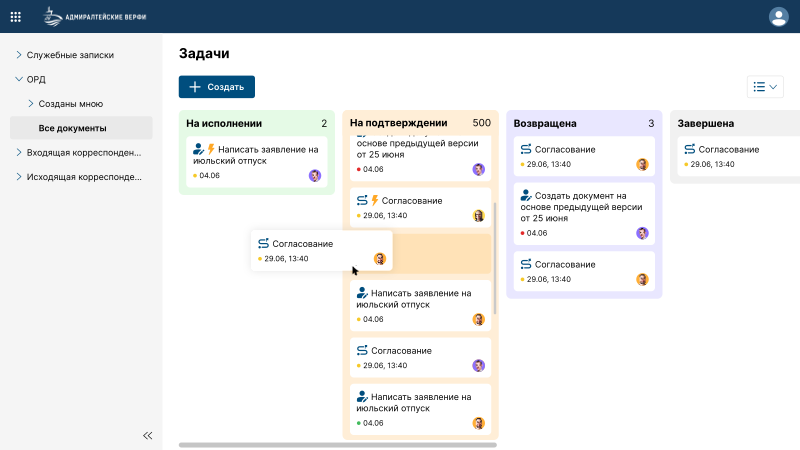 АДМИРАЛТЕЙСКИЕ ВЕРФИ
Служебные записки
ОРД
Созданы мною
Все документы
Входящая корреспонден...
Исходящая корреспонде...
Задачи
Создать
На исполнении 2
Написать заявление на
июльский отпуск
04.06
На подтверждении 500
основе предыдущей версии
от 25 июня
04.06
Согласование
29.06, 13:40
Согласование
29.06, 13:40
Написать заявление на
июльский отпуск
04.06
Согласование
29.06, 13:40
Написать заявление на
июльский отпуск
04.06
Возвращена 3
Согласование
29.06, 13:40
Создать документ на
основе предыдущей версии
от 25 июня
04.06
Согласование
29.06, 13:40
Завершена
Согласование
29.06, 13:40